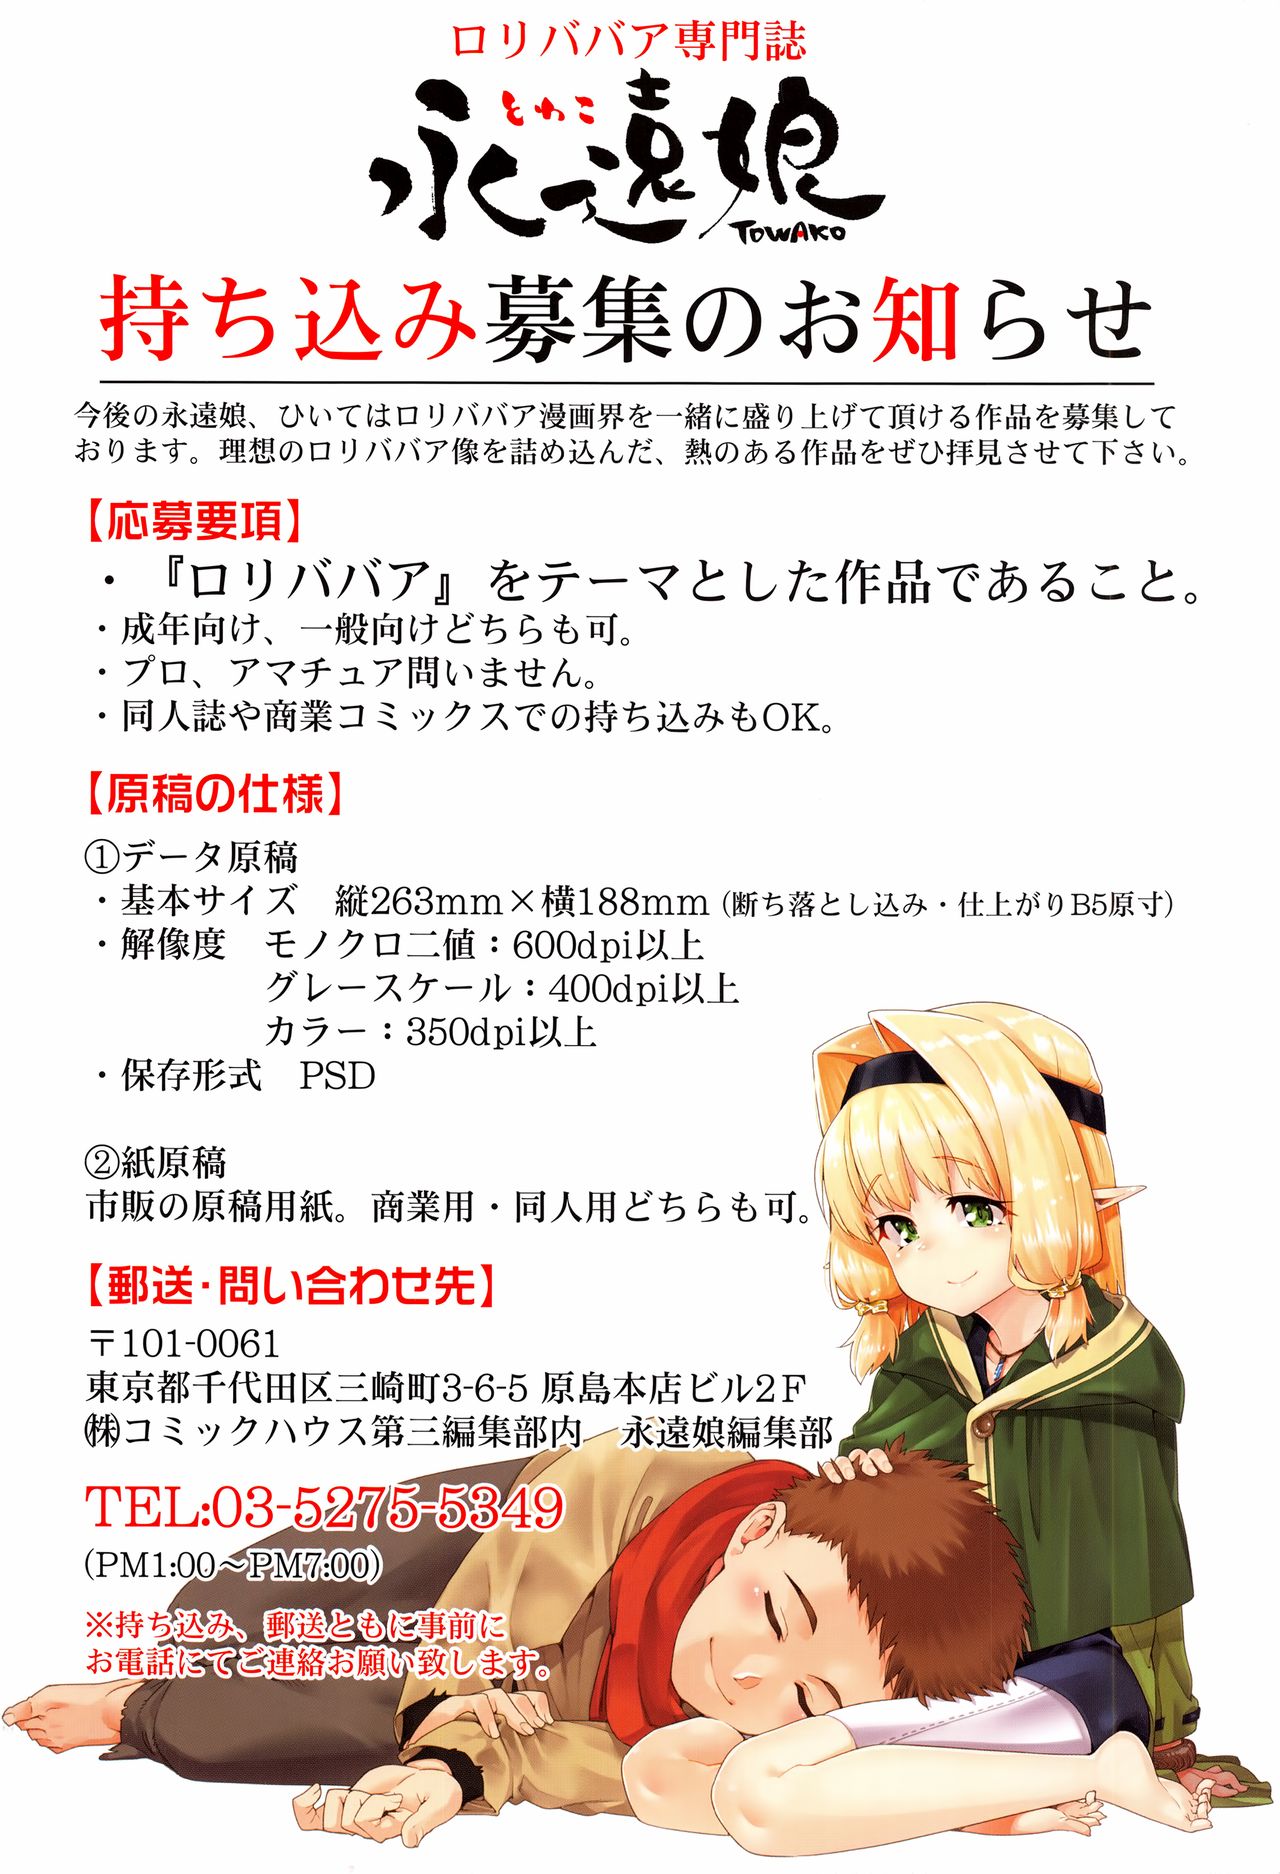 ロリババア専門誌
とわこ
永遠娘
TOWAKO
持ち込み募集のお知らせ
今後の永遠娘、ひいてはロリババア漫画界を一緒に盛り上げて頂ける作品を募集して
おります。理想のロリババア像を詰め込んだ、熱のある作品をぜひ拝見させて下さい。
【応募要項】
・『ロリババア』をテーマとした作品であること。
・成年向け、一般向けどちらも可。
・プロ、アマチュア問いません。
・同人誌や商業コミックスでの持ち込みもOK。
【原稿の仕様】
①データ原稿
・基本サイズ　縦263mm×横188mm（断ち落とし込み・仕上がりB5原寸）
・解像度　モノクロ二値：600dpi以上
グレースケール：400dpi以上
カラー：350dpi以上
・保存形式　PSD
②紙原稿
市販の原稿用紙。商業用・同人用どちらも可。
【郵送・問い合わせ先】
〒101-0061
東京都千代田区三崎町3-6-5 原島本店ビル2F
㈱コミックハウス第三編集部内　永遠娘編集部
TEL:03-5275-5349
(PM1:00～PM7:00)
※持ち込み、郵送ともに事前に
お電話にてご連絡お願い致します。